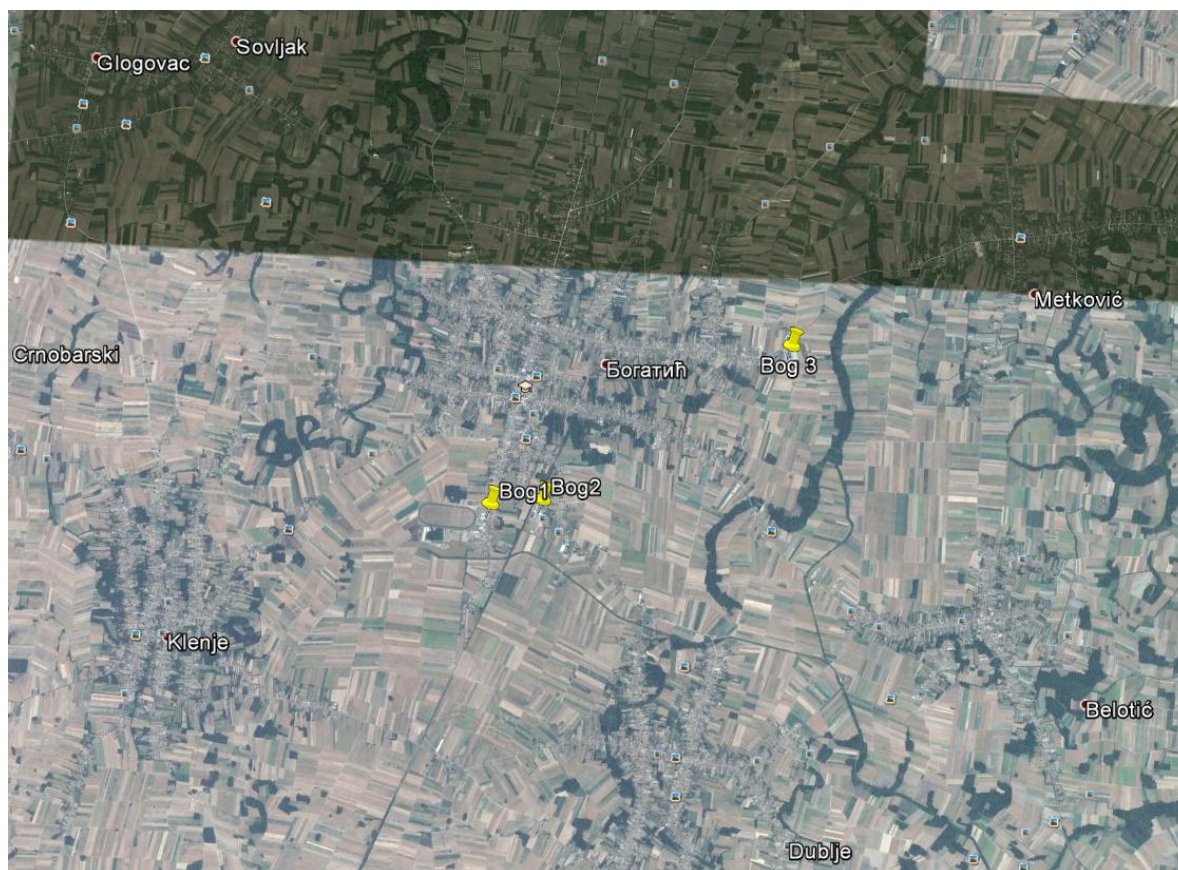 Sovljak
Glogovac
Metković
Crnobarski
Богатић
Bog 3
Bog1
Bog2
Klenje
Belotić
Dublje